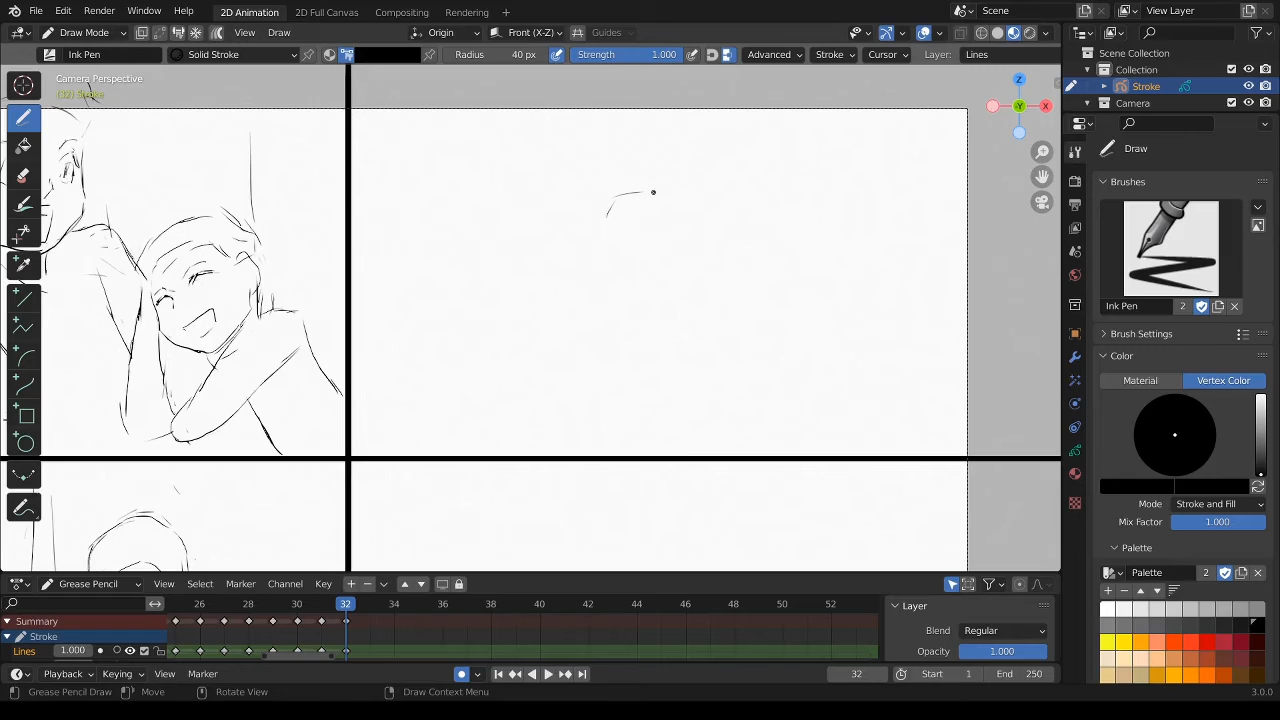 File Edit Render Window Help 2D Animation 2D Full Canvas Compositing Rendering + Scene View Layer
Draw Mode View Draw Origin Front (X-Z) Guides
Ink Pen Solid Stroke Radius 40 px Strength 1.000 Advanced Stroke Cursor Layer: Lines
Camera Perspective
(32) Stroke
Z
Y
X
Scene Collection
Collection
Stroke
Camera
Draw
Brushes
Ink Pen 2
Brush Settings
Color
Material Vertex Color
Mode Stroke and Fill
Mix Factor 1.000
Palette
Palette 2
Grease Pencil View Select Marker Channel Key
26 28 30 32 34 36 38 40 42 44 46 48 50 52
Summary
Stroke
Lines 1.000
Layer
Blend Regular
Opacity 1.000
Playback Keying View Marker 32 Start 1 End 250
Grease Pencil Draw Move Rotate View Draw Context Menu 3.0.0